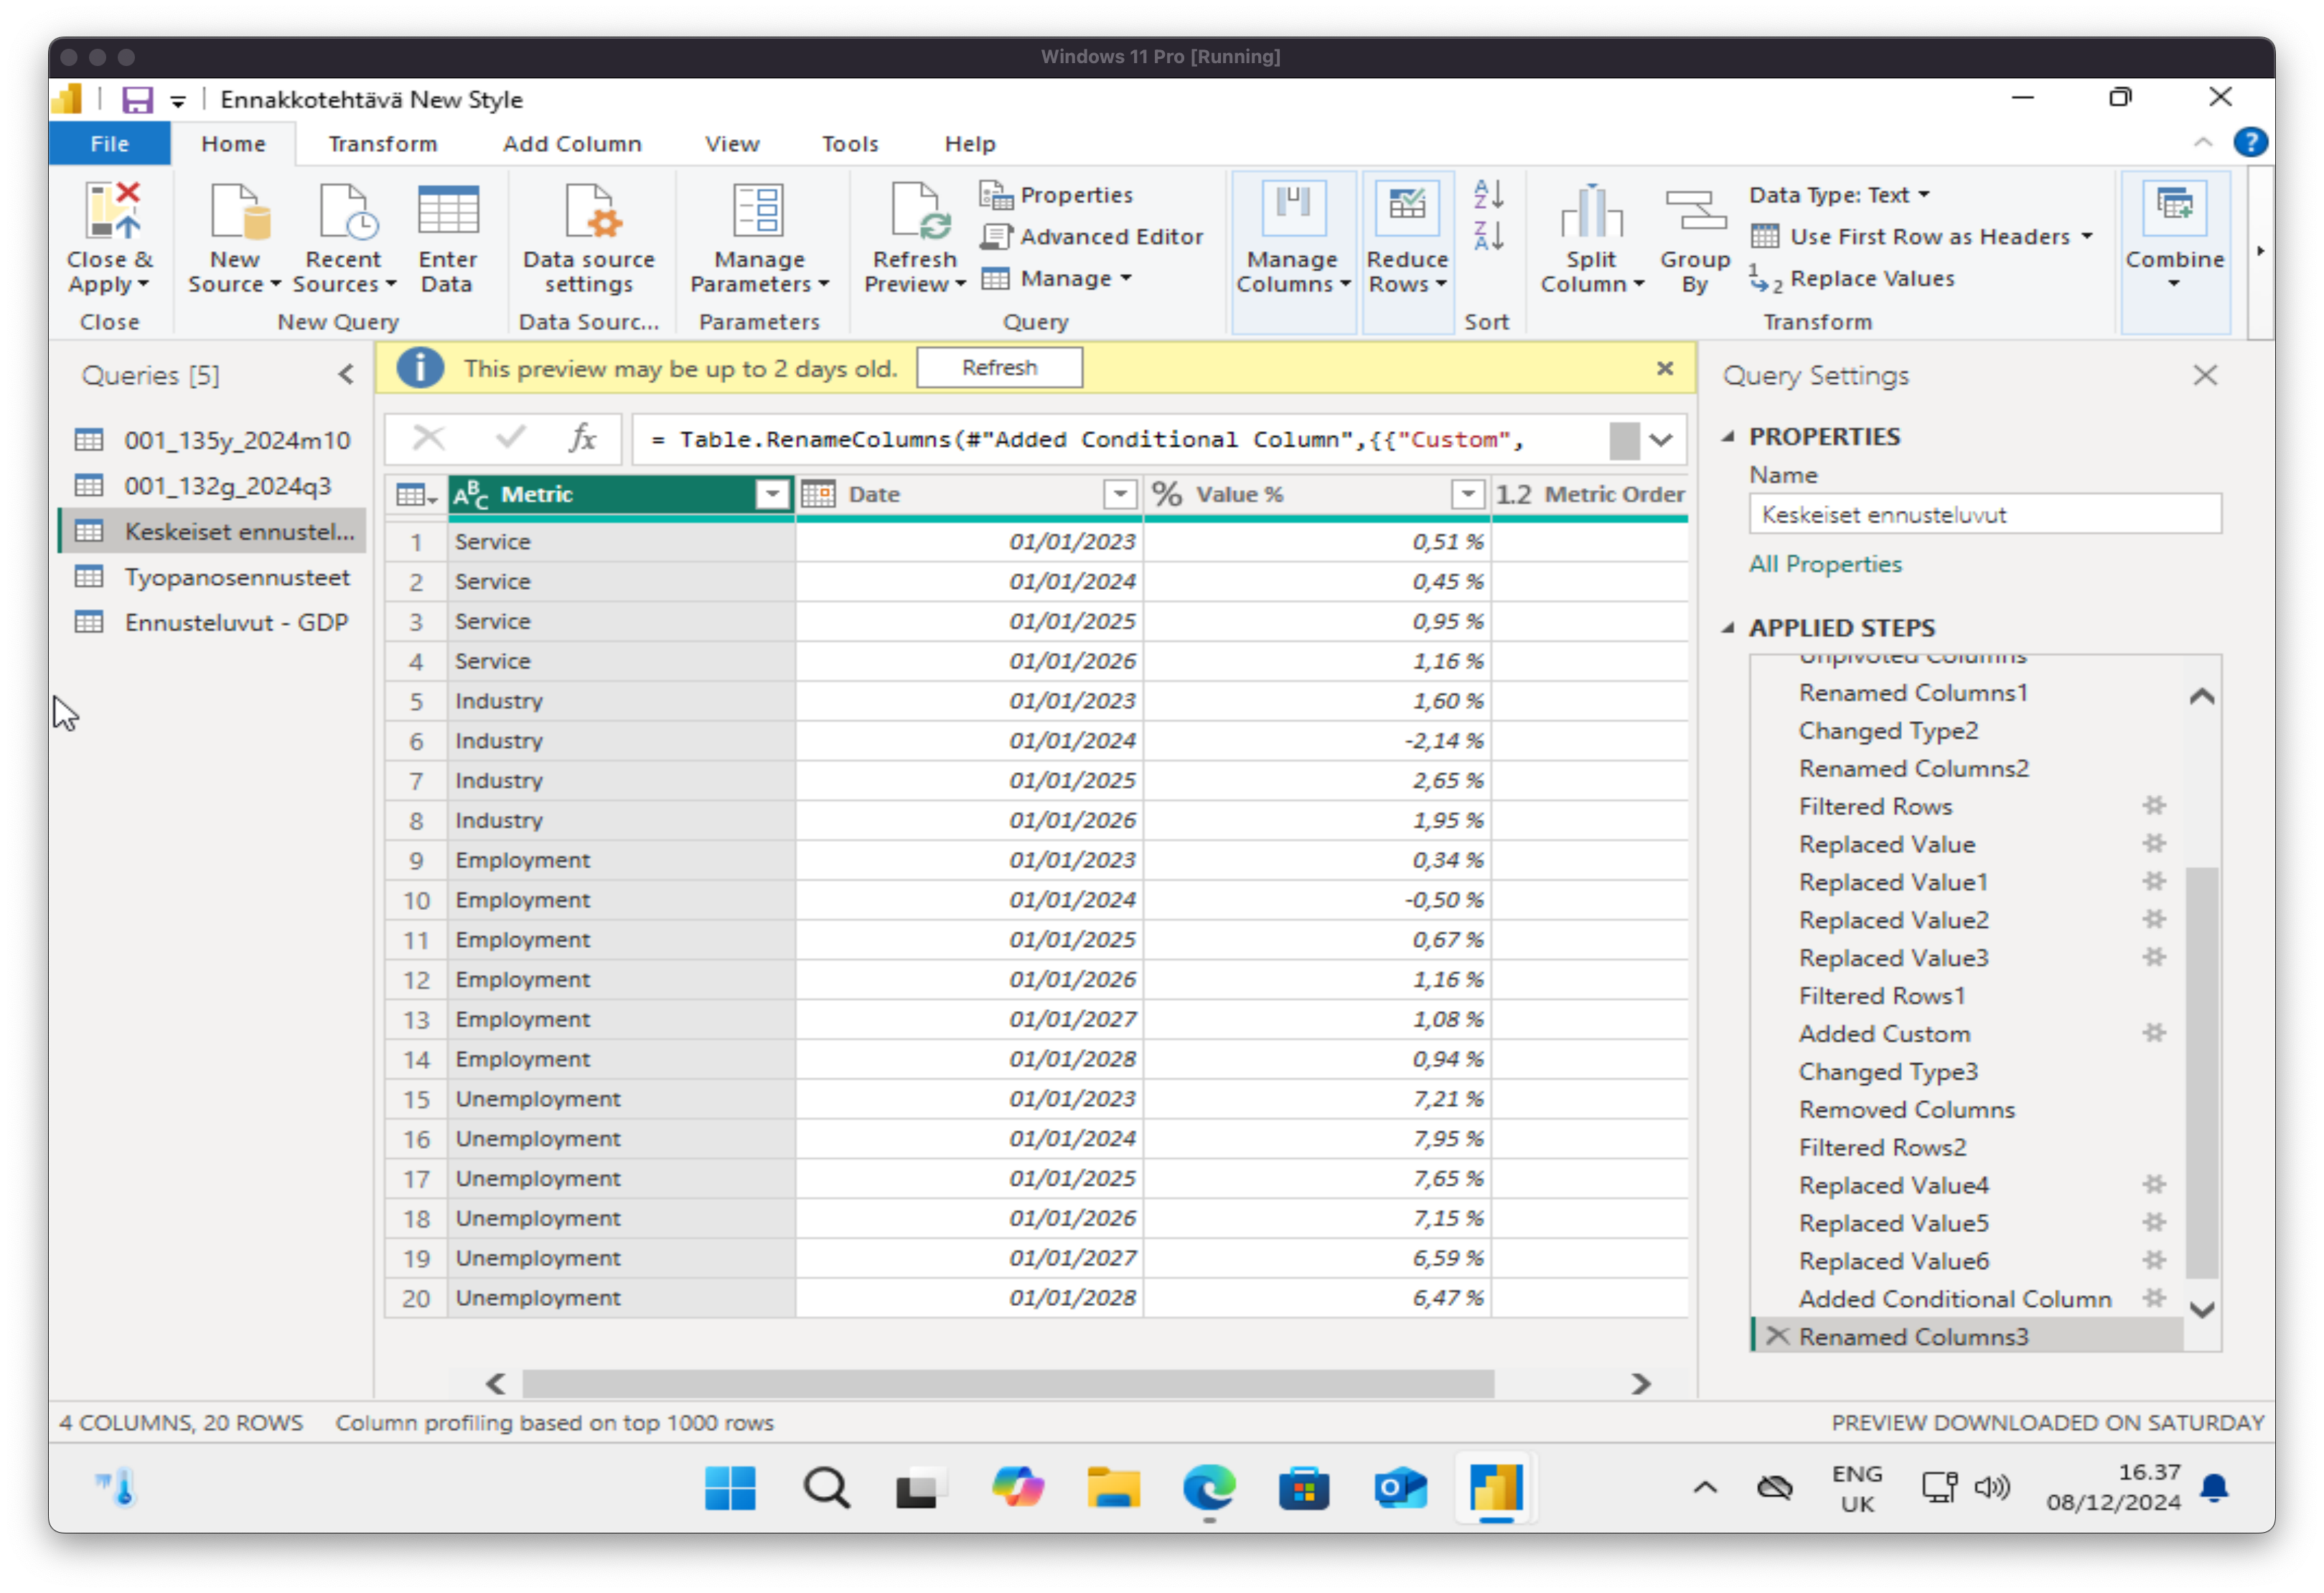 Windows 11 Pro [Running]
Ennakkotehtävä New Style
File Home Transform Add Column View Tools Help
Close & Apply
New Source
Recent Sources
Enter Data
Data source settings
Manage Parameters
Refresh Preview
Properties
Advanced Editor
Manage
Manage Columns
Reduce Rows
Split Column
Group By
Data Type: Text
Use First Row as Headers
Replace Values
Combine
Close
New Query
Data Sourc...
Parameters
Query
Sort
Transform
Queries [5]
001_135y_2024m10
001_132g_2024q3
Keskeiset ennustel...
Tyopanosennusteet
Ennusteluvut - GDP
This preview may be up to 2 days old. Refresh
fx = Table.RenameColumns(#"Added Conditional Column",{{"Custom",
ABC Metric Date % Value % 1.2 Metric Order
1 Service 01/01/2023 0,51 %
2 Service 01/01/2024 0,45 %
3 Service 01/01/2025 0,95 %
4 Service 01/01/2026 1,16 %
5 Industry 01/01/2023 1,60 %
6 Industry 01/01/2024 -2,14 %
7 Industry 01/01/2025 2,65 %
8 Industry 01/01/2026 1,95 %
9 Employment 01/01/2023 0,34 %
10 Employment 01/01/2024 -0,50 %
11 Employment 01/01/2025 0,67 %
12 Employment 01/01/2026 1,16 %
13 Employment 01/01/2027 1,08 %
14 Employment 01/01/2028 0,94 %
15 Unemployment 01/01/2023 7,21 %
16 Unemployment 01/01/2024 7,95 %
17 Unemployment 01/01/2025 7,65 %
18 Unemployment 01/01/2026 7,15 %
19 Unemployment 01/01/2027 6,59 %
20 Unemployment 01/01/2028 6,47 %
Query Settings
PROPERTIES
Name
Keskeiset ennusteluvut
All Properties
APPLIED STEPS
Unpivoted Columns
Renamed Columns1
Changed Type2
Renamed Columns2
Filtered Rows
Replaced Value
Replaced Value1
Replaced Value2
Replaced Value3
Filtered Rows1
Added Custom
Changed Type3
Removed Columns
Filtered Rows2
Replaced Value4
Replaced Value5
Replaced Value6
Added Conditional Column
Renamed Columns3
4 COLUMNS, 20 ROWS Column profiling based on top 1000 rows PREVIEW DOWNLOADED ON SATURDAY
ENG
UK
16.37
08/12/2024